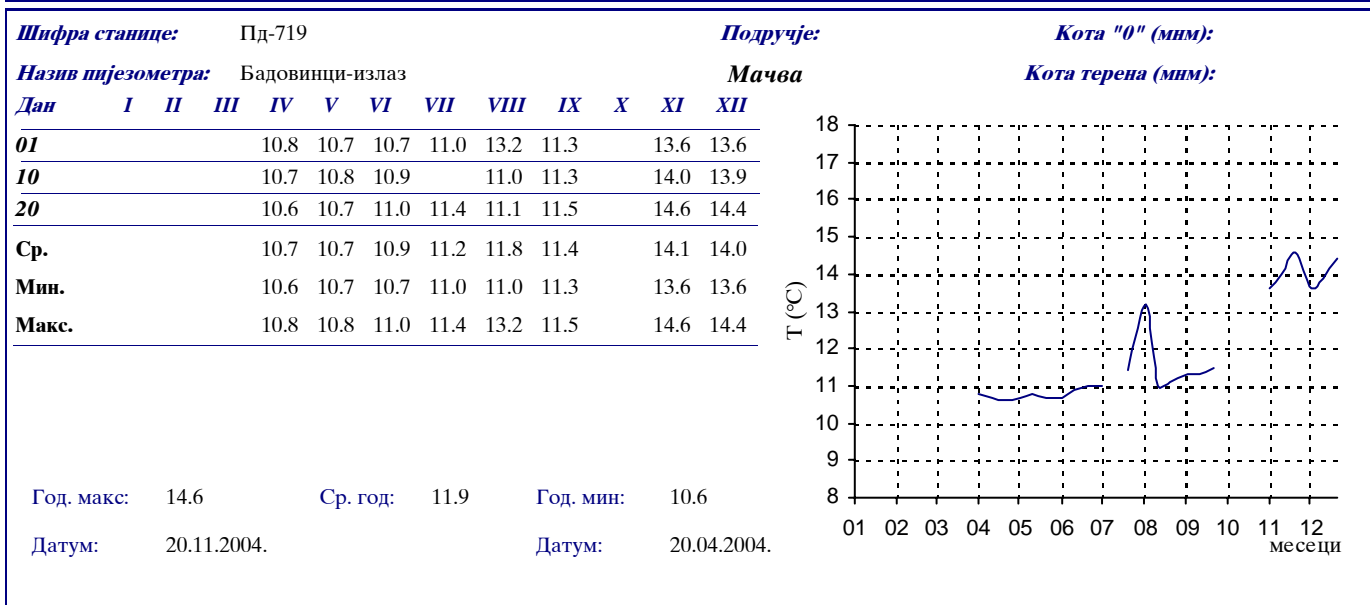 Шифра станице: Пд-719 Подручје: Кота "0" (мнм):
Назив пијезометра: Бадовинци-излаз Мачва Кота терена (мнм):
Дан I II III IV V VI VII VIII IX X XI XII
01 10.8 10.7 10.7 11.0 13.2 11.3 13.6 13.6
10 10.7 10.8 10.9 11.0 11.3 14.0 13.9
20 10.6 10.7 11.0 11.4 11.1 11.5 14.6 14.4
Ср. 10.7 10.7 10.9 11.2 11.8 11.4 14.1 14.0
Мин. 10.6 10.7 10.7 11.0 11.0 11.3 13.6 13.6
Макс. 10.8 10.8 11.0 11.4 13.2 11.5 14.6 14.4
Год. макс: 14.6 Ср. год: 11.9 Год. мин: 10.6
Датум: 20.11.2004. Датум: 20.04.2004.
18
17
16
15
14
13
12
11
10
9
8
T (°C)
01 02 03 04 05 06 07 08 09 10 11 12
месеци